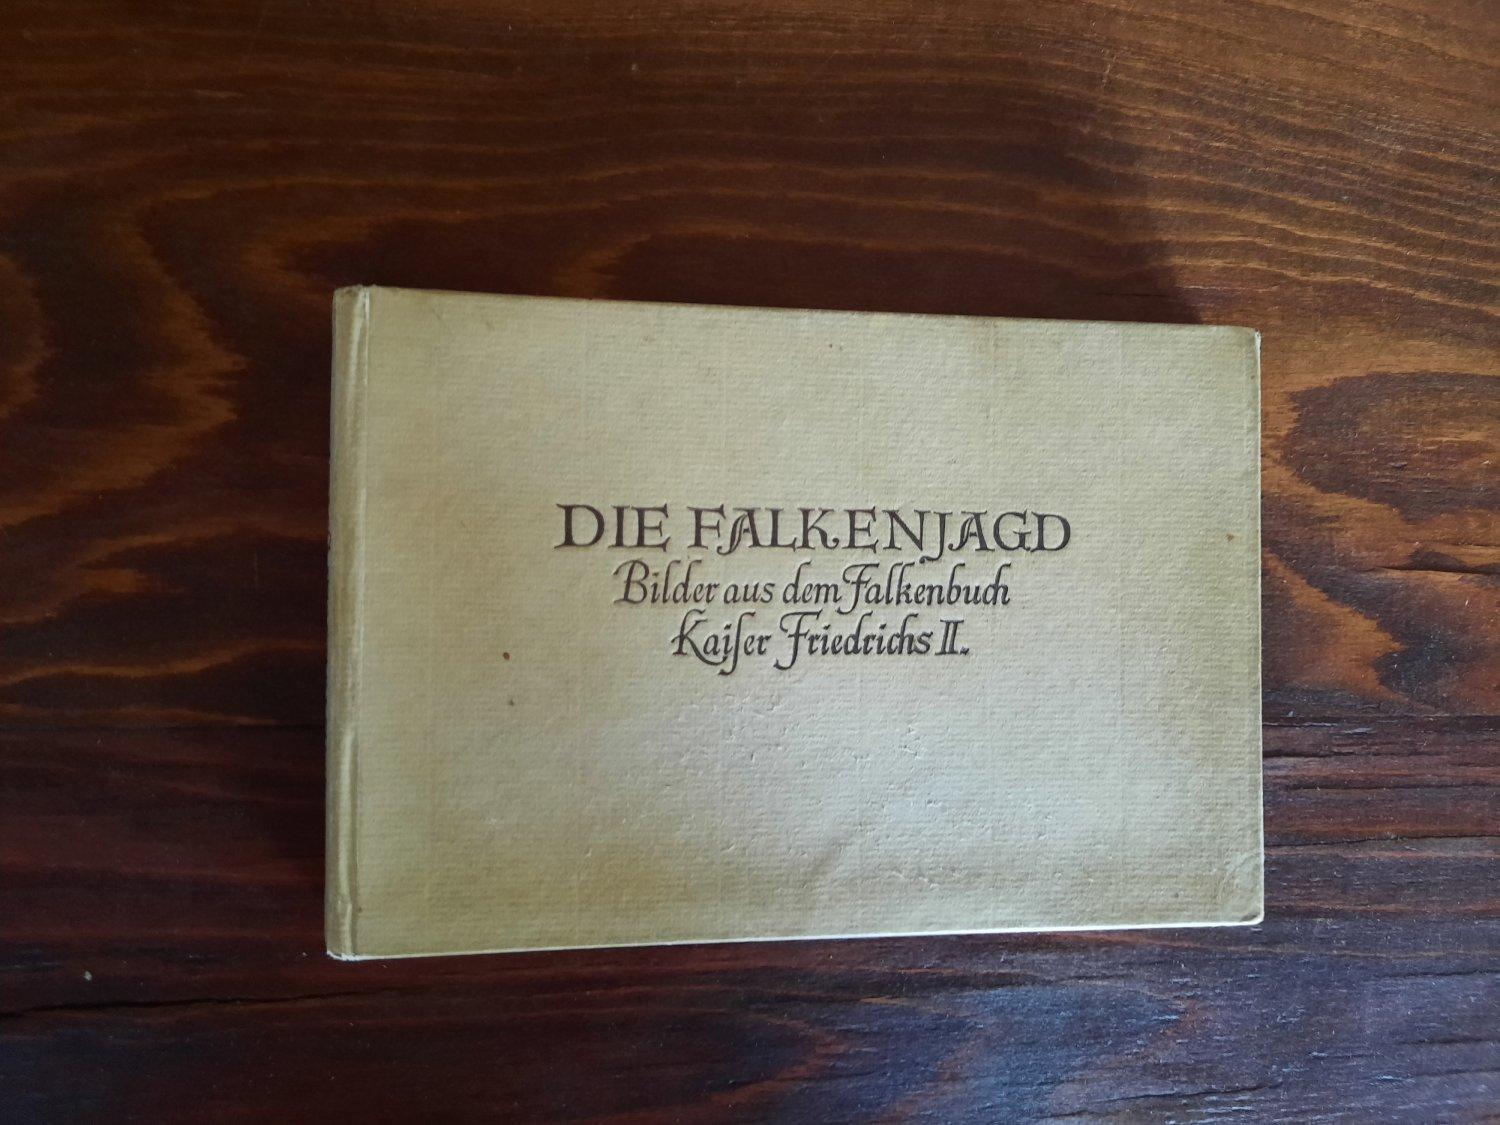 DIE FALKENJAGD
Bilder aus dem Falkenbuch
Kaiſer Friedrichs II.